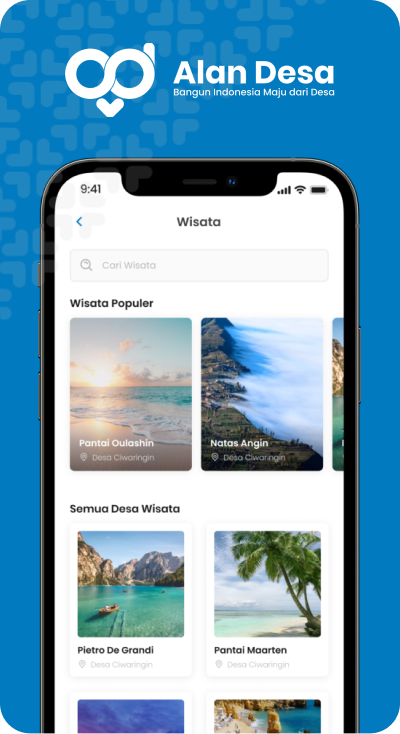 Alan Desa
Bangun Indonesia Maju dari Desa
9:41
Wisata
Cari Wisata
Wisata Populer
Pantai Oulashin
Desa Ciwaringin
Natas Angin
Desa Ciwaringin
Semua Desa Wisata
Pietro De Grandi
Desa Ciwaringin
Pantai Maarten
Desa Ciwaringin